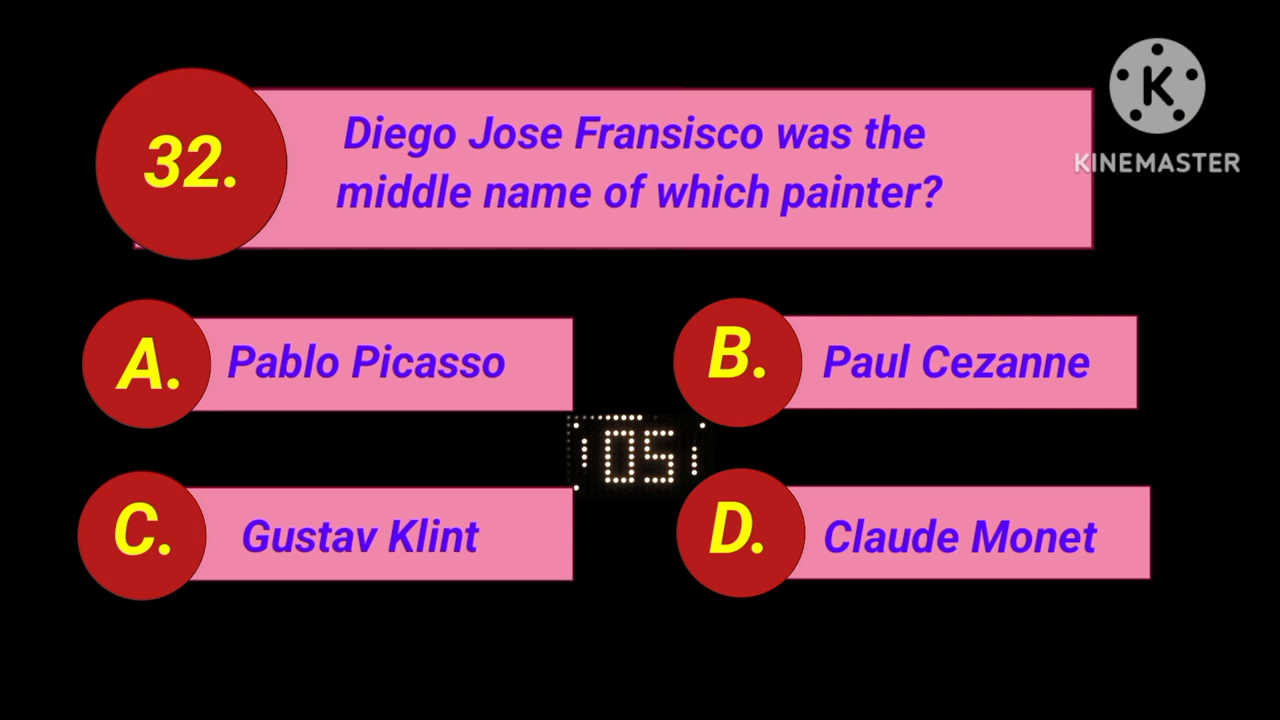 32.
Diego Jose Fransisco was the
middle name of which painter?
KINEMASTER
A.
Pablo Picasso
B.
Paul Cezanne
05
C.
Gustav Klint
D.
Claude Monet